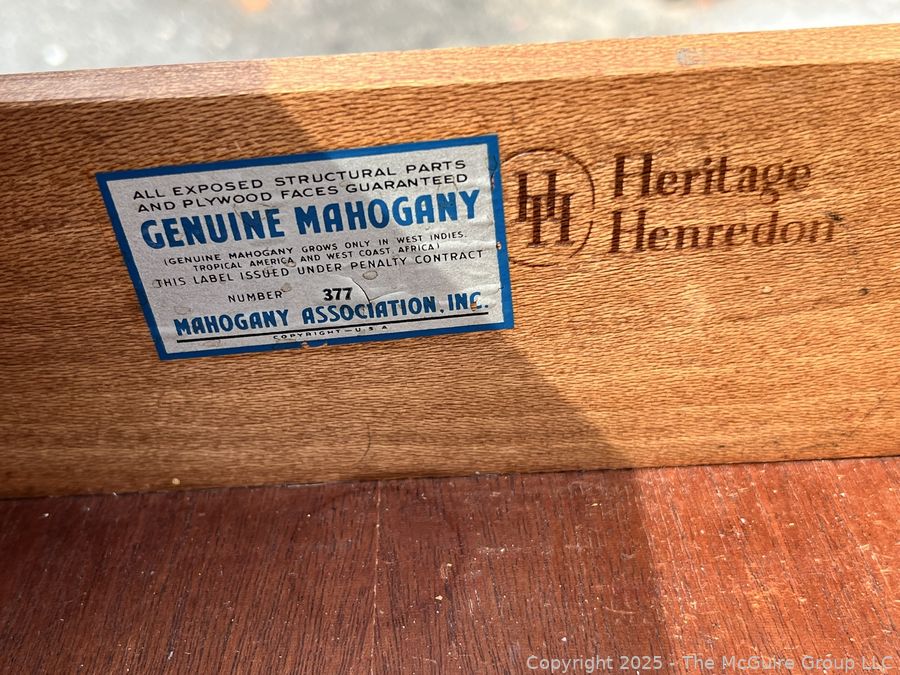 ALL EXPOSED STRUCTURAL PARTS
AND PLYWOOD FACES GUARANTEED
GENUINE MAHOGANY
(GENUINE MAHOGANY GROWS ONLY IN WEST INDIES.
TROPICAL AMERICA AND WEST COAST AFRICA)
THIS LABEL ISSUED UNDER PENALTY CONTRACT
NUMBER 377
MAHOGANY ASSOCIATION, INC.
COPYRIGHT—U S A
HH Heritage
Henredon
Copyright 2025 - The McGuire Group LLC